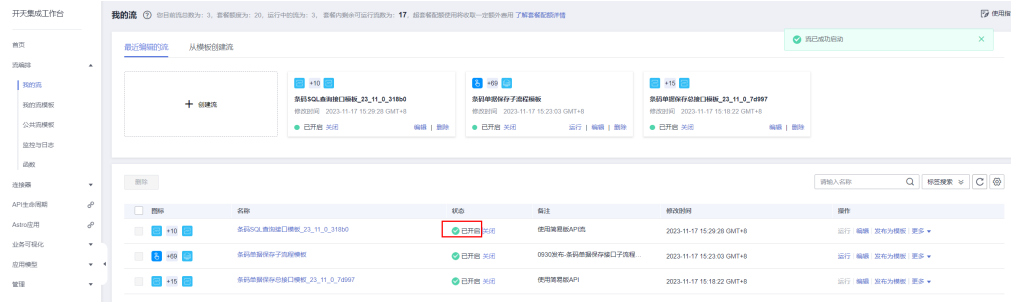 开天集成工作台
我的流 您目前流总数为: 3, 套餐额度为: 20, 运行中的流为: 3, 套餐内剩余可运行流数为: 17, 超套餐配额使用将收取一定额外费用 了解套餐配额详情
使用指
流已成功启动
首页
流编排
我的流
我的流模板
公共流模板
监控与日志
函数
连接器
API生命周期
Astro应用
业务可视化
应用模型
管理
最近编辑的流 从模板创建流
+ 创建流
+10
条码SQL查询接口模板_23_11_0_318b0
修改时间 2023-11-17 15:29:28 GMT+8
已开启 关闭 编辑 | 删除
+69
条码单据保存子流程模板
修改时间 2023-11-17 15:23:03 GMT+8
已开启 关闭 运行 | 编辑 | 删除
+15
条码单据保存总接口模板_23_11_0_7d997
修改时间 2023-11-17 15:18:22 GMT+8
已开启 关闭 编辑 | 删除
删除 请输入名称 标签搜索
图标 名称 状态 备注 修改时间 操作
+10 条码SQL查询接口模板_23_11_0_318b0 已开启 关闭 使用简易版API流 2023-11-17 15:29:28 GMT+8 运行 编辑 发布为模板 更多
+69 条码单据保存子流程模板 已开启 关闭 0930发布-条码单据保存接口子流程... 2023-11-17 15:23:03 GMT+8 运行 编辑 发布为模板 更多
+15 条码单据保存总接口模板_23_11_0_7d997 已开启 关闭 使用简易版API 2023-11-17 15:18:22 GMT+8 运行 编辑 发布为模板 更多